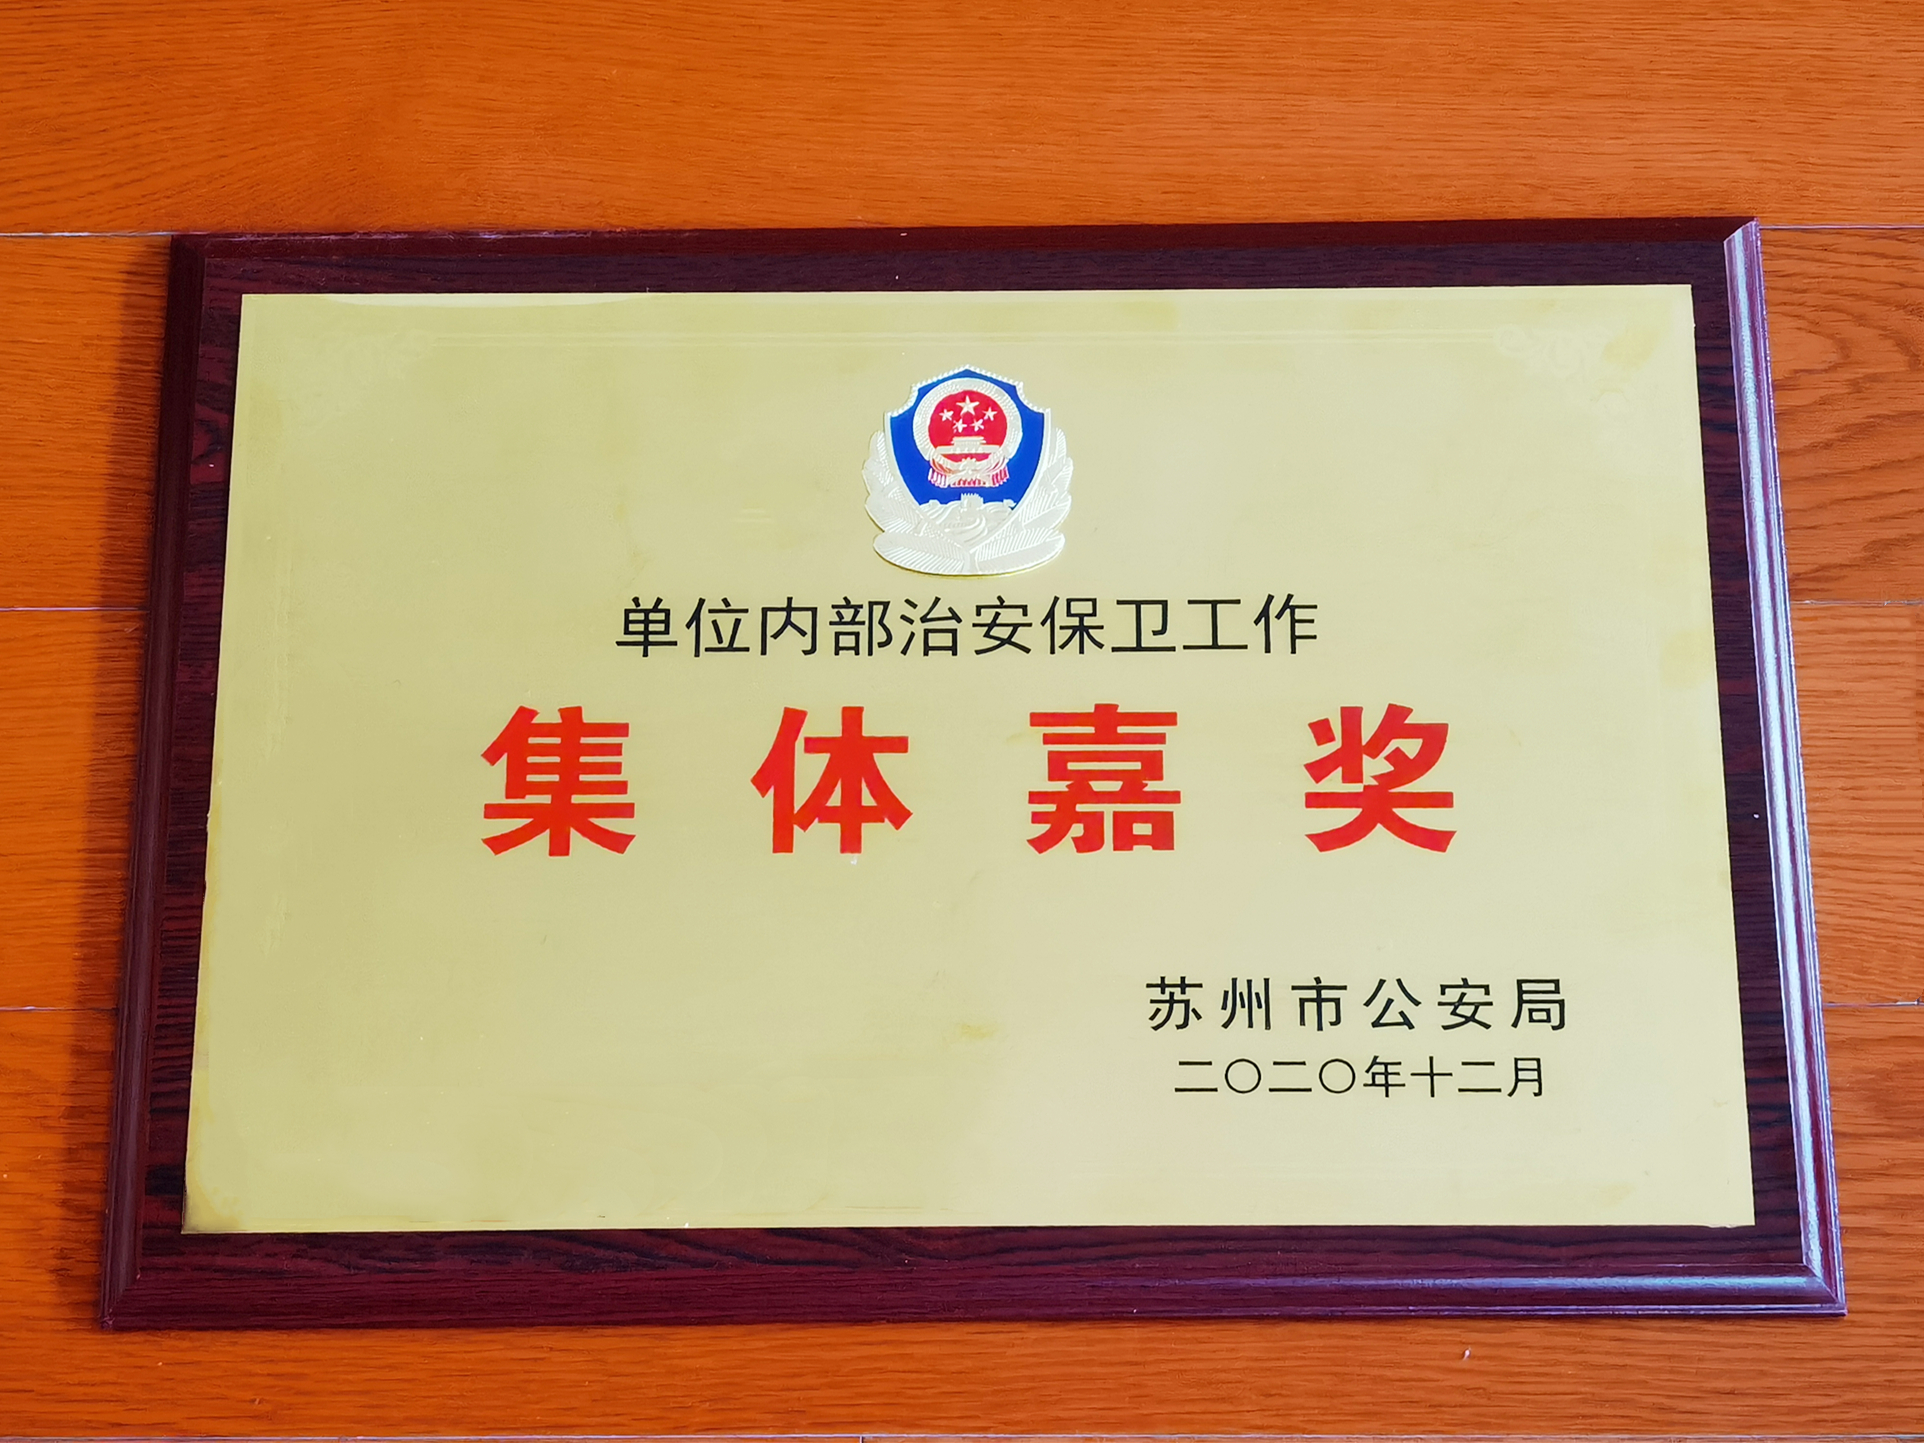 单位内部治安保卫工作
集体嘉奖
苏州市公安局
二〇二〇年十二月